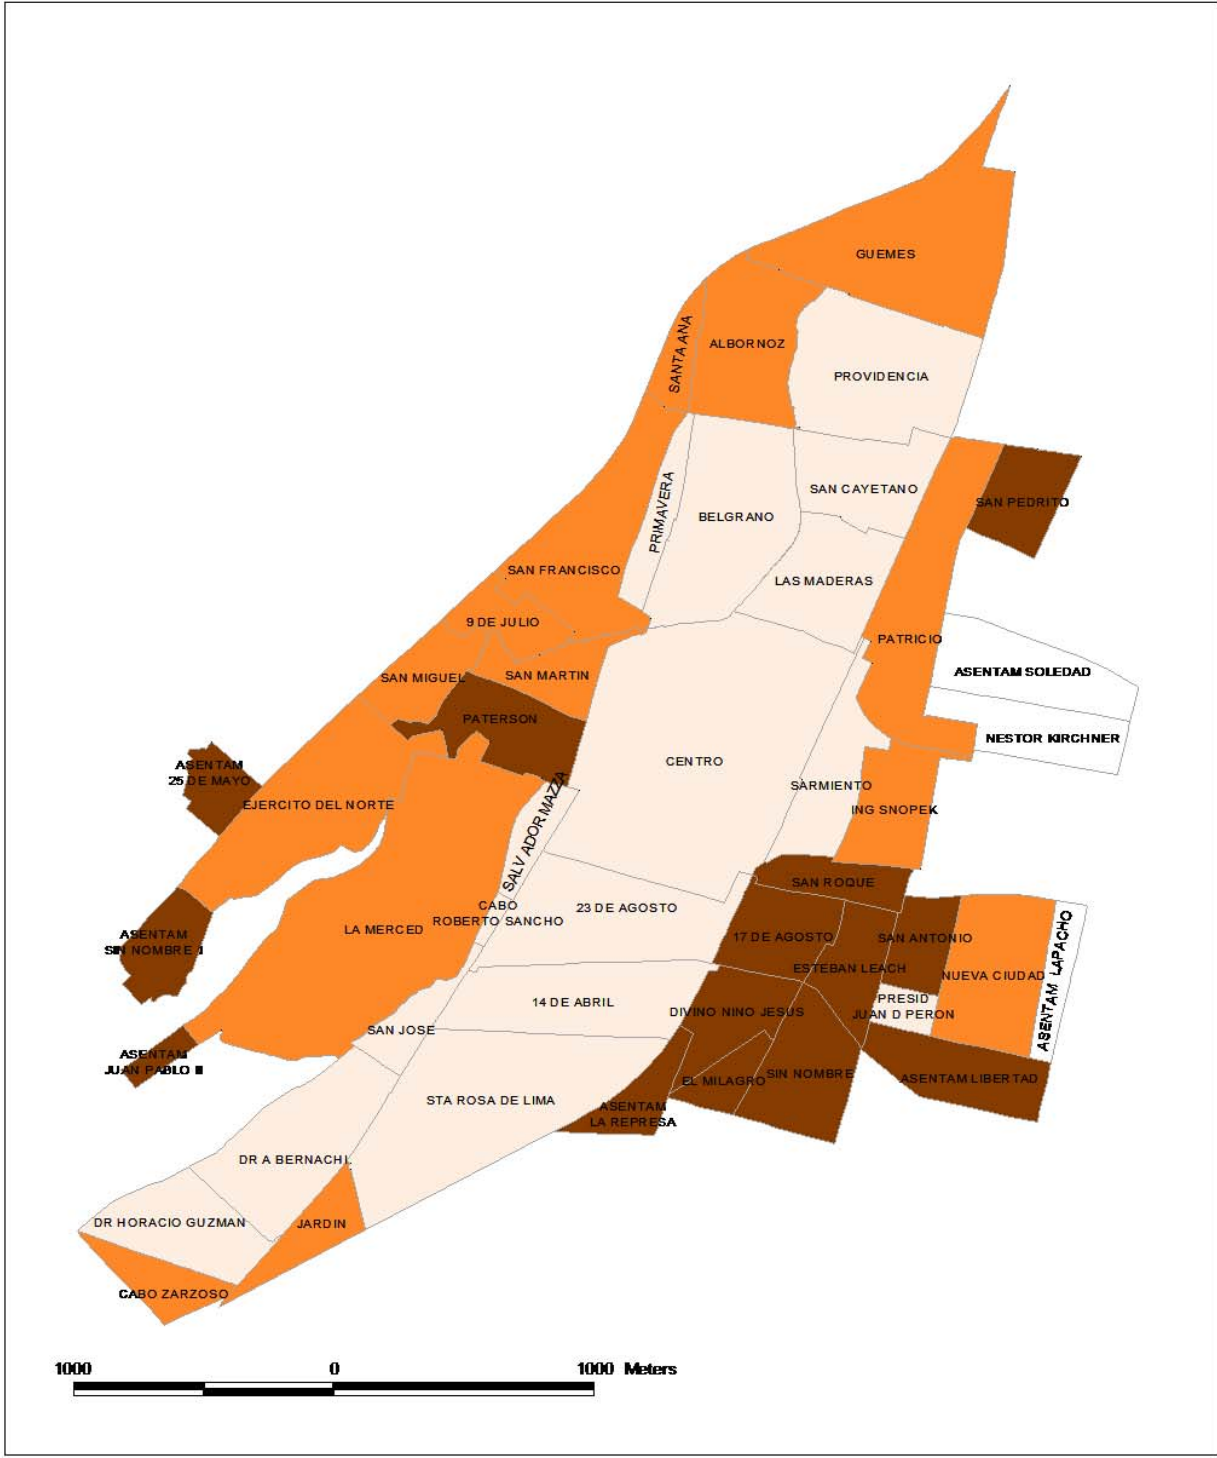 GUEMES
SANTA ANA
ALBORNOZ
PROVIDENCIA
PRIMAVERA
BELGRANO
SAN CAYETANO
SAN PEDRITO
SAN FRANCISCO
LAS MADERAS
9 DE JULIO
PATRICIO
SAN MIGUEL
SAN MARTIN
ASENTAM SOLEDAD
PATERSON
NESTOR KIRCHNER
CENTRO
ASENTAM
25 DE MAYO
SARMIENTO
EJERCITO DEL NORTE
ING SNOPEK
SALVADOR MAZZA
SAN ROQUE
CABO
ROBERTO SANCHO
23 DE AGOSTO
LA MERCED
ASENTAM
SIN NOMBRE I
17 DE AGOSTO
SAN ANTONIO
ESTEBAN LEACH
NUEVA CIUDAD
ASENTAM LAPACHO
14 DE ABRIL
PRESID
JUAN D PERON
DIVINO NINO JESUS
SAN JOSE
ASENTAM
JUAN PABLO II
EL MILAGRO
SIN NOMBRE
ASENTAM LIBERTAD
STA ROSA DE LIMA
ASENTAM
LA REPRESA
DR A BERNACHI
DR HORACIO GUZMAN
JARDIN
CABO ZARZOSO
1000 0 1000 Meters